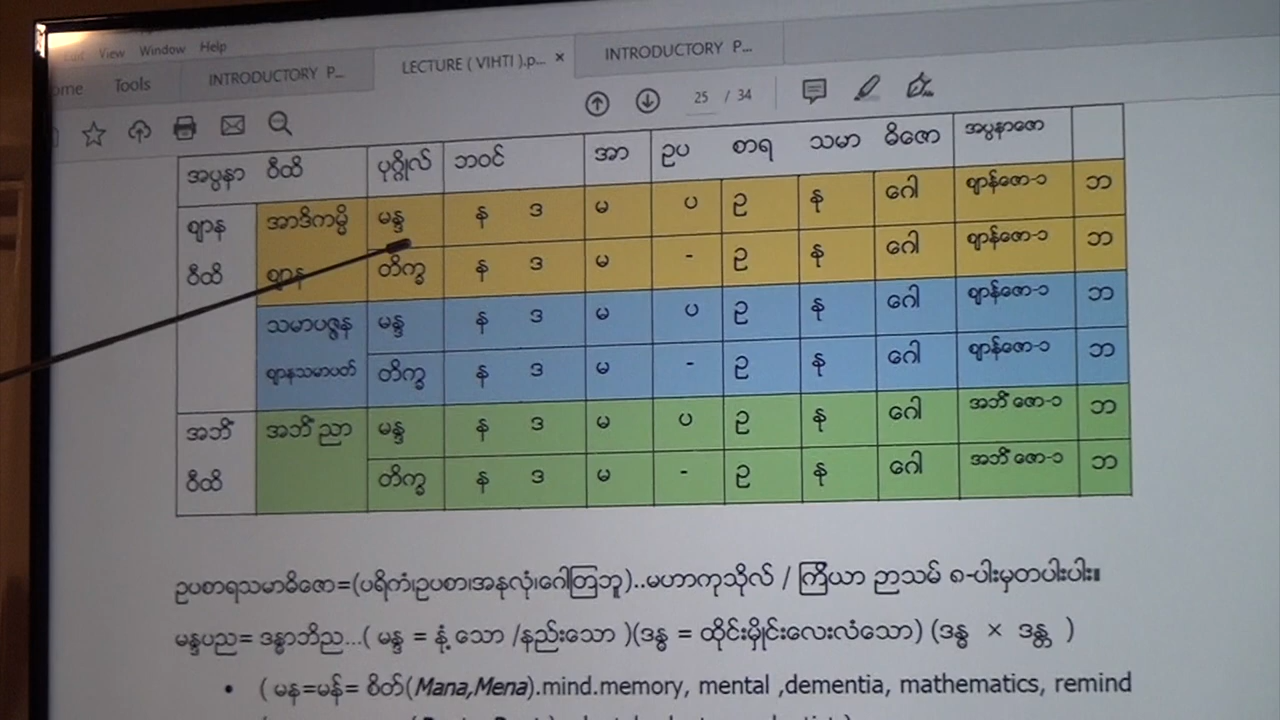 View Window Help
Tools INTRODUCTORY P... LECTURE ( VIHTI ).p... × INTRODUCTORY P...
25 / 34
အပ္ပနာ ဝီထိ ပုဂ္ဂိုလ် ဘဝင် အာ ဥပ စာရ သမာ ဓိဇော အပ္ပနာဇော
ဈာန အာဒိကမ္မိ မန္ဒ န ဒ မ ပ ဥ နု ဂေါ ဈာန်ဇော-၁ ဘ
ဝီထိ ဈာန တိက္ခ န ဒ မ - ဥ နု ဂေါ ဈာန်ဇော-၁ ဘ
သမာပဇ္ဇန မန္ဒ န ဒ မ ပ ဥ နု ဂေါ ဈာန်ဇော-၁ ဘ
ဈာနသမာပတ် တိက္ခ န ဒ မ - ဥ နု ဂေါ ဈာန်ဇော-၁ ဘ
အဘိ အဘိ ညာ မန္ဒ န ဒ မ ပ ဥ နု ဂေါ အဘိ ဇော-၁ ဘ
ဝီထိ တိက္ခ န ဒ မ - ဥ နု ဂေါ အဘိ ဇော-၁ ဘ
ဥပစာရသမာဓိဇော=(ပရိကံ၊ဥပစာ၊အနုလုံ၊ဂေါတြဘူ)..မဟာကုသိုလ် / ကြိယာ ဉာသမ် ၈-ပါးမှတပါးပါး။
မန္ဒပည= ဒန္ဓာဘိည...( မန္ဒ = နုံ့ သော /နည်းသော )(ဒန္ဓ = ထိုင်းမှိုင်းလေးလံသော) (ဒန္ဓ × ဒန္တ )
• ( မန=မန်= စိတ်(Mana,Mena).mind.memory, mental ,dementia, mathematics, remind